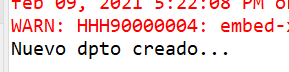 feb 09, 2021 5:22:08 PM o
WARN: HHH90000004: embed-x
Nuevo dpto creado...